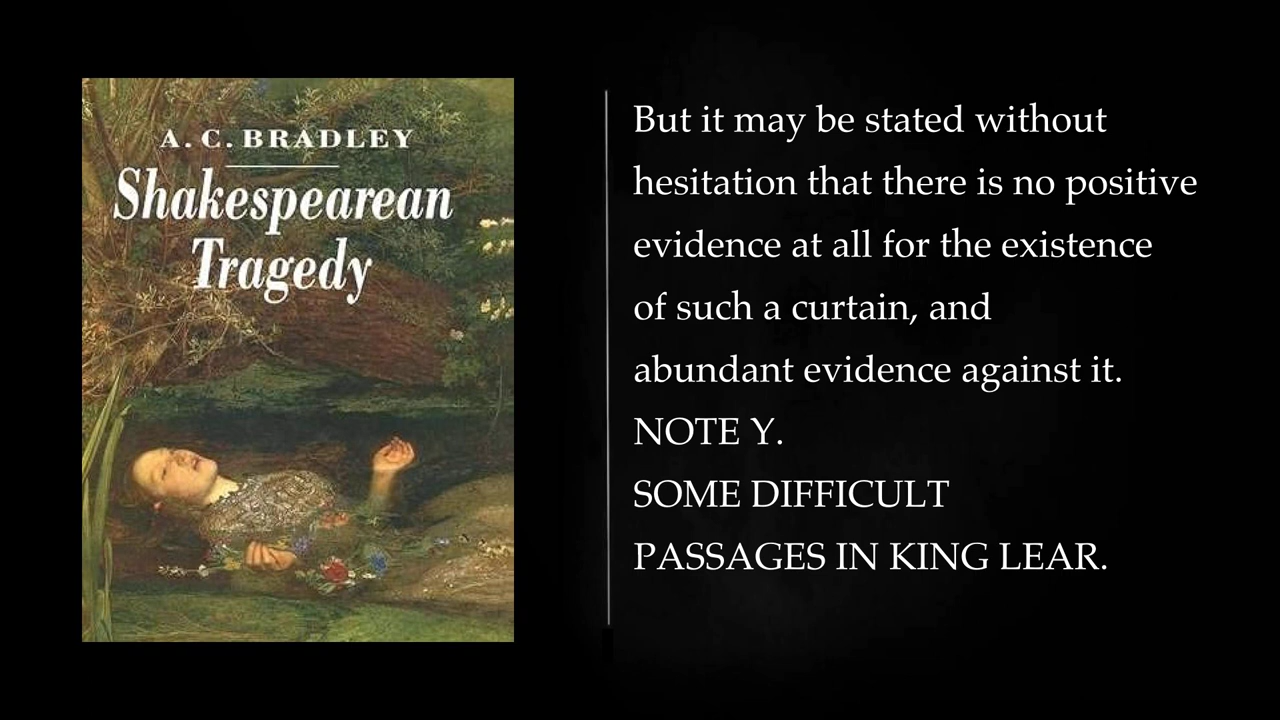 A. C. BRADLEY
Shakespearean
Tragedy
But it may be stated without
hesitation that there is no positive
evidence at all for the existence
of such a curtain, and
abundant evidence against it.
NOTE Y.
SOME DIFFICULT
PASSAGES IN KING LEAR.